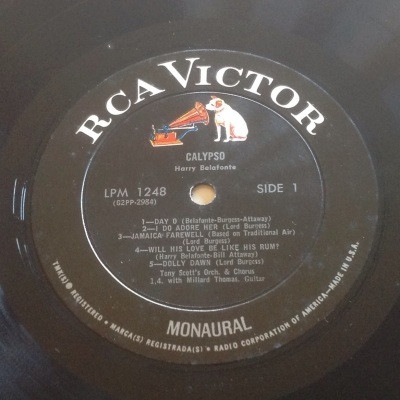 RCA VICTOR
CALYPSO
Harry Belafonte
LPM 1248
(G2PP-2984)
SIDE 1
1—DAY O (Belafonte-Burgess-Attaway)
2—I DO ADORE HER (Lord Burgess)
3—JAMAICA FAREWELL (Based on Traditional Air)
(Lord Burgess)
4—WILL HIS LOVE BE LIKE HIS RUM?
(Harry Belafonte-Bill Attaway)
5—DOLLY DAWN (Lord Burgess)
Tony Scott's Orch. & Chorus
1,4. with Millard Thomas, Guitar
MONAURAL
TMK(S) ® REGISTERED • MARCA(S) REGISTRADA(S) • RADIO CORPORATION OF AMERICA—MADE IN U.S.A.